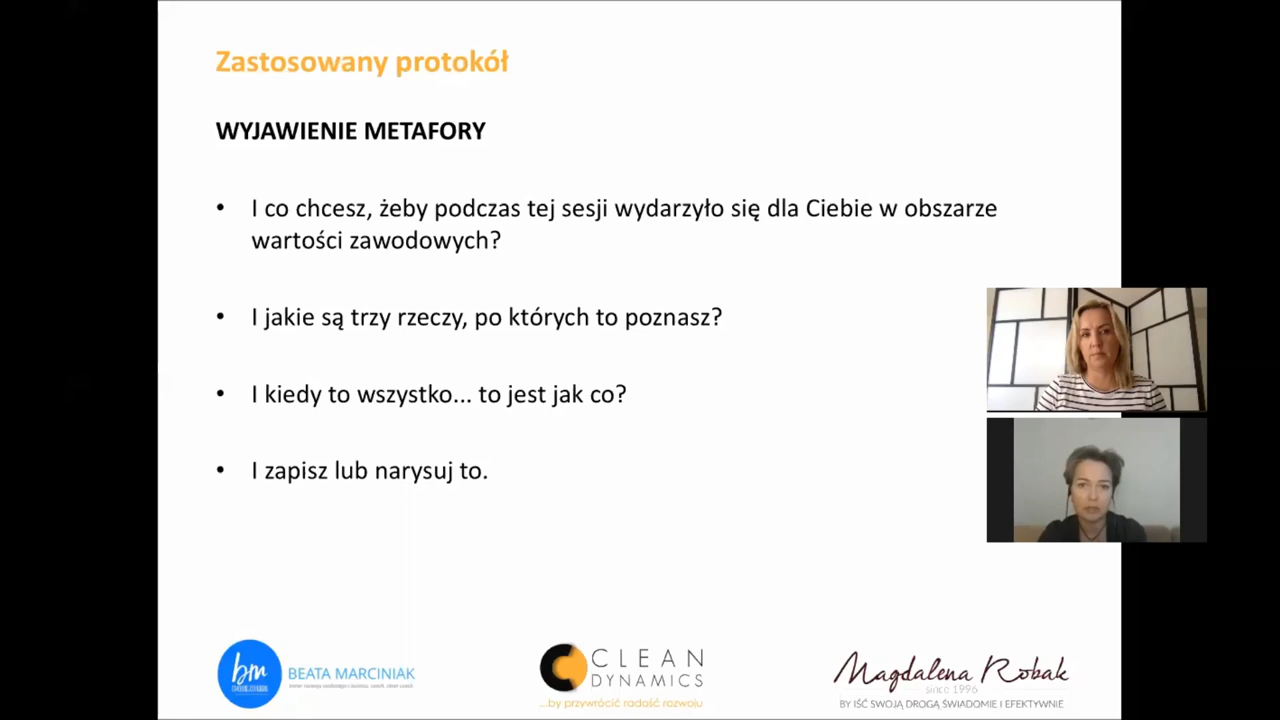 Zastosowany protokół
WYJAWIENIE METAFORY
• I co chcesz, żeby podczas tej sesji wydarzyło się dla Ciebie w obszarze
wartości zawodowych?
• I jakie są trzy rzeczy, po których to poznasz?
• I kiedy to wszystko... to jest jak co?
• I zapisz lub narysuj to.
bm
BEATA MARCINIAK
CLEAN
DYNAMICS
...by przywrócić radość rozwoju
Magdalena Robak
since 1996
BY IŚĆ SWOJĄ DROGĄ ŚWIADOMIE I EFEKTYWNIE